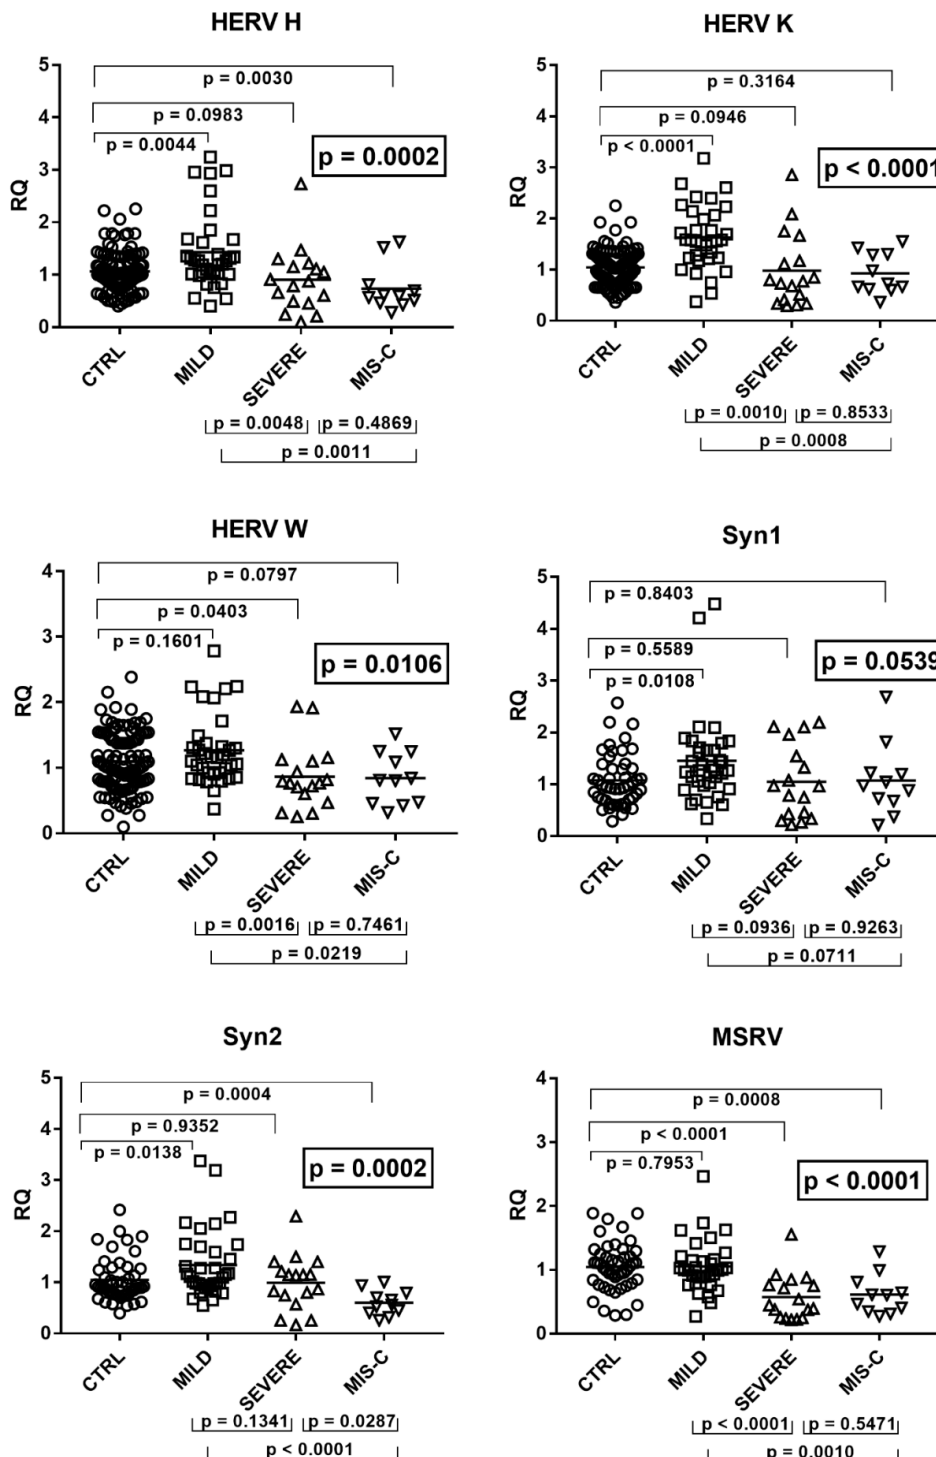 HERV H
5
4
3
2
1
0
RQ
p = 0.0030
p = 0.0983
p = 0.0044
p = 0.0002
CTRL
MILD
SEVERE
MIS-C
p = 0.0048
p = 0.4869
p = 0.0011
HERV K
5
4
3
2
1
0
RQ
p = 0.3164
p = 0.0946
p < 0.0001
p < 0.0001
CTRL
MILD
SEVERE
MIS-C
p = 0.0010
p = 0.8533
p = 0.0008
HERV W
4
3
2
1
0
RQ
p = 0.0797
p = 0.0403
p = 0.1601
p = 0.0106
CTRL
MILD
SEVERE
MIS-C
p = 0.0016
p = 0.7461
p = 0.0219
Syn1
5
4
3
2
1
0
RQ
p = 0.8403
p = 0.5589
p = 0.0108
p = 0.0539
CTRL
MILD
SEVERE
MIS-C
p = 0.0936
p = 0.9263
p = 0.0711
Syn2
5
4
3
2
1
0
RQ
p = 0.0004
p = 0.9352
p = 0.0138
p = 0.0002
CTRL
MILD
SEVERE
MIS-C
p = 0.1341
p = 0.0287
p < 0.0001
MSRV
4
3
2
1
0
RQ
p = 0.0008
p < 0.0001
p = 0.7953
p < 0.0001
CTRL
MILD
SEVERE
MIS-C
p < 0.0001
p = 0.5471
p = 0.0010